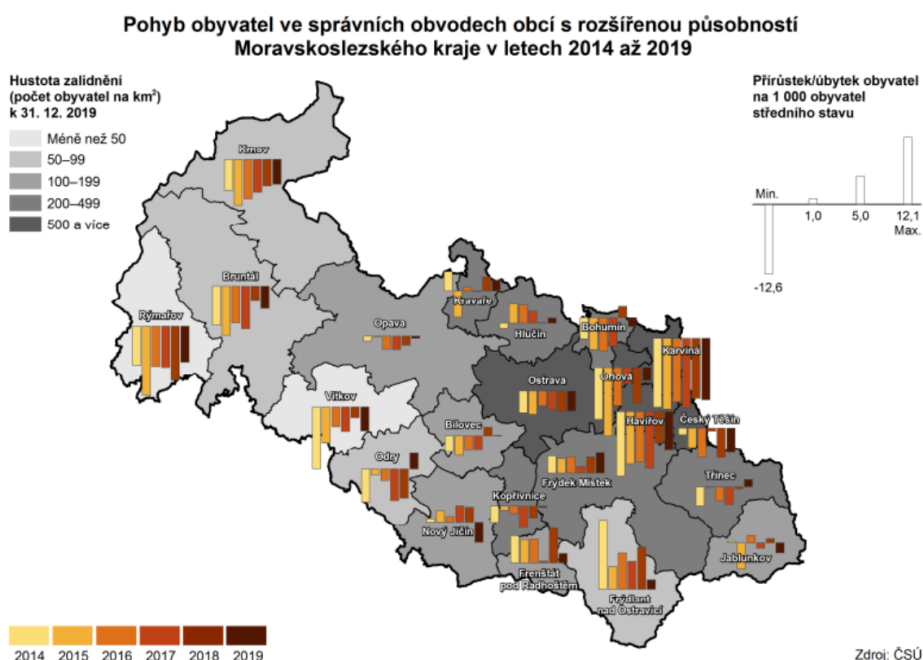 Pohyb obyvatel ve správních obvodech obcí s rozšířenou působností
Moravskoslezského kraje v letech 2014 až 2019
Hustota zalidnění
(počet obyvatel na km²)
k 31. 12. 2019
Méně než 50
50–99
100–199
200–499
500 a více
Přírůstek/úbytek obyvatel
na 1 000 obyvatel
středního stavu
Min.
1,0
5,0
12,1
Max.
-12,6
Krnov
Bruntál
Rýmařov
Opava
Kravaře
Hlučín
Bohumín
Karviná
Orlová
Ostrava
Vítkov
Havířov
Český Těšín
Bílovec
Odry
Frýdek Místek
Třinec
Kopřivnice
Nový Jičín
Jablunkov
Frenštát
pod Radhoštěm
Frýdlant
nad Ostravicí
2014
2015
2016
2017
2018
2019
Zdroj: ČSÚ